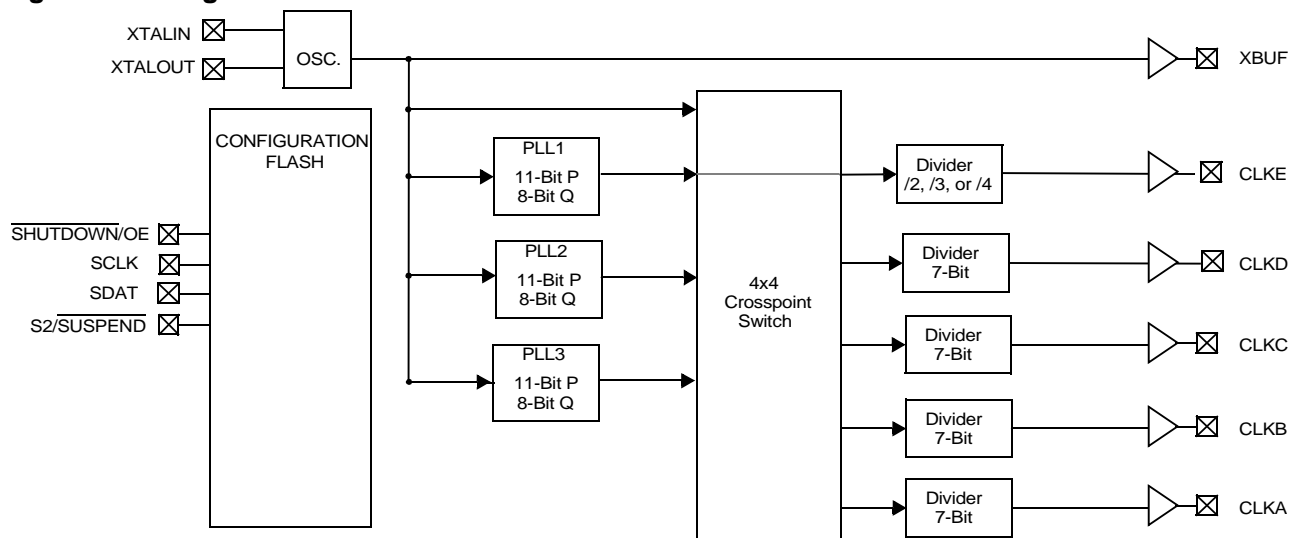 XTALIN
XTALOUT
OSC.
XBUF
CONFIGURATION
FLASH
SHUTDOWN/OE
SCLK
SDAT
S2/SUSPEND
PLL1
11-Bit P
8-Bit Q
PLL2
11-Bit P
8-Bit Q
PLL3
11-Bit P
8-Bit Q
4x4
Crosspoint
Switch
Divider
/2, /3, or /4
CLKE
Divider
7-Bit
CLKD
Divider
7-Bit
CLKC
Divider
7-Bit
CLKB
Divider
7-Bit
CLKA